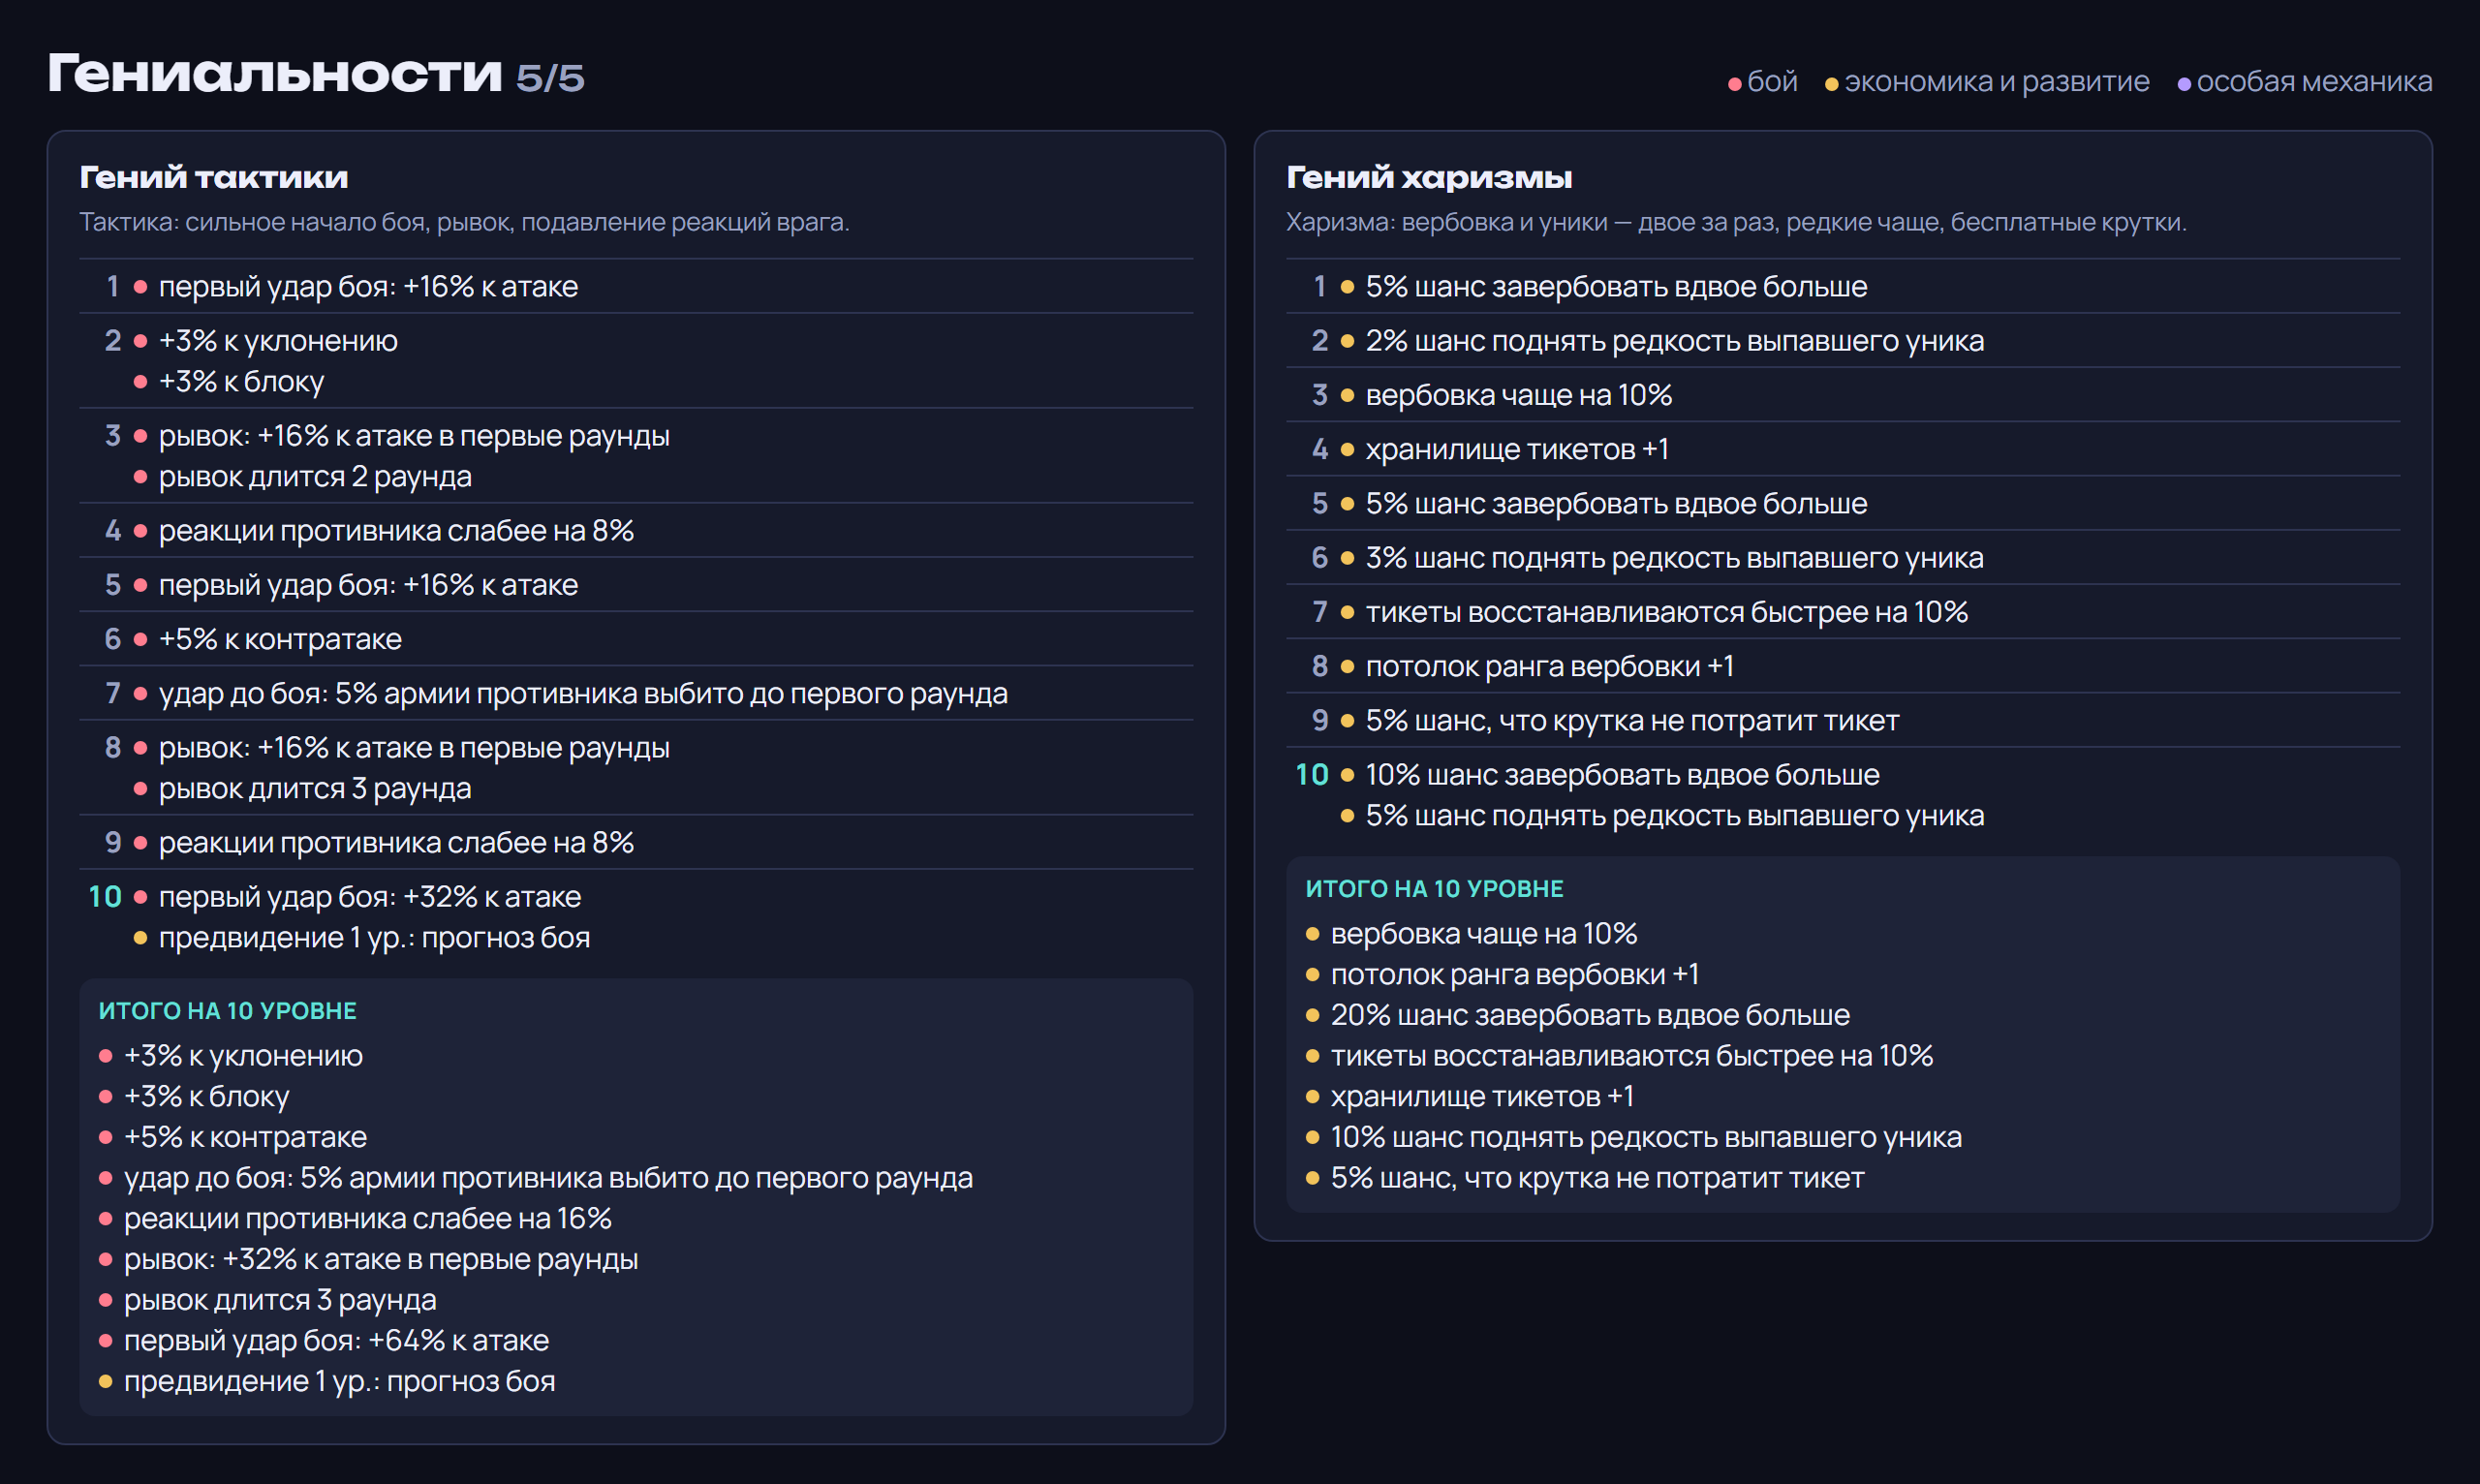 Гениальности 5/5
бой экономика и развитие особая механика
Гений тактики
Тактика: сильное начало боя, рывок, подавление реакций врага.
1 первый удар боя: +16% к атаке
2 +3% к уклонению
+3% к блоку
3 рывок: +16% к атаке в первые раунды
рывок длится 2 раунда
4 реакции противника слабее на 8%
5 первый удар боя: +16% к атаке
6 +5% к контратаке
7 удар до боя: 5% армии противника выбито до первого раунда
8 рывок: +16% к атаке в первые раунды
рывок длится 3 раунда
9 реакции противника слабее на 8%
10 первый удар боя: +32% к атаке
предвидение 1 ур.: прогноз боя
ИТОГО НА 10 УРОВНЕ
+3% к уклонению
+3% к блоку
+5% к контратаке
удар до боя: 5% армии противника выбито до первого раунда
реакции противника слабее на 16%
рывок: +32% к атаке в первые раунды
рывок длится 3 раунда
первый удар боя: +64% к атаке
предвидение 1 ур.: прогноз боя
Гений харизмы
Харизма: вербовка и уники — двое за раз, редкие чаще, бесплатные крутки.
1 5% шанс завербовать вдвое больше
2 2% шанс поднять редкость выпавшего уника
3 вербовка чаще на 10%
4 хранилище тикетов +1
5 5% шанс завербовать вдвое больше
6 3% шанс поднять редкость выпавшего уника
7 тикеты восстанавливаются быстрее на 10%
8 потолок ранга вербовки +1
9 5% шанс, что крутка не потратит тикет
10 10% шанс завербовать вдвое больше
5% шанс поднять редкость выпавшего уника
ИТОГО НА 10 УРОВНЕ
вербовка чаще на 10%
потолок ранга вербовки +1
20% шанс завербовать вдвое больше
тикеты восстанавливаются быстрее на 10%
хранилище тикетов +1
10% шанс поднять редкость выпавшего уника
5% шанс, что крутка не потратит тикет